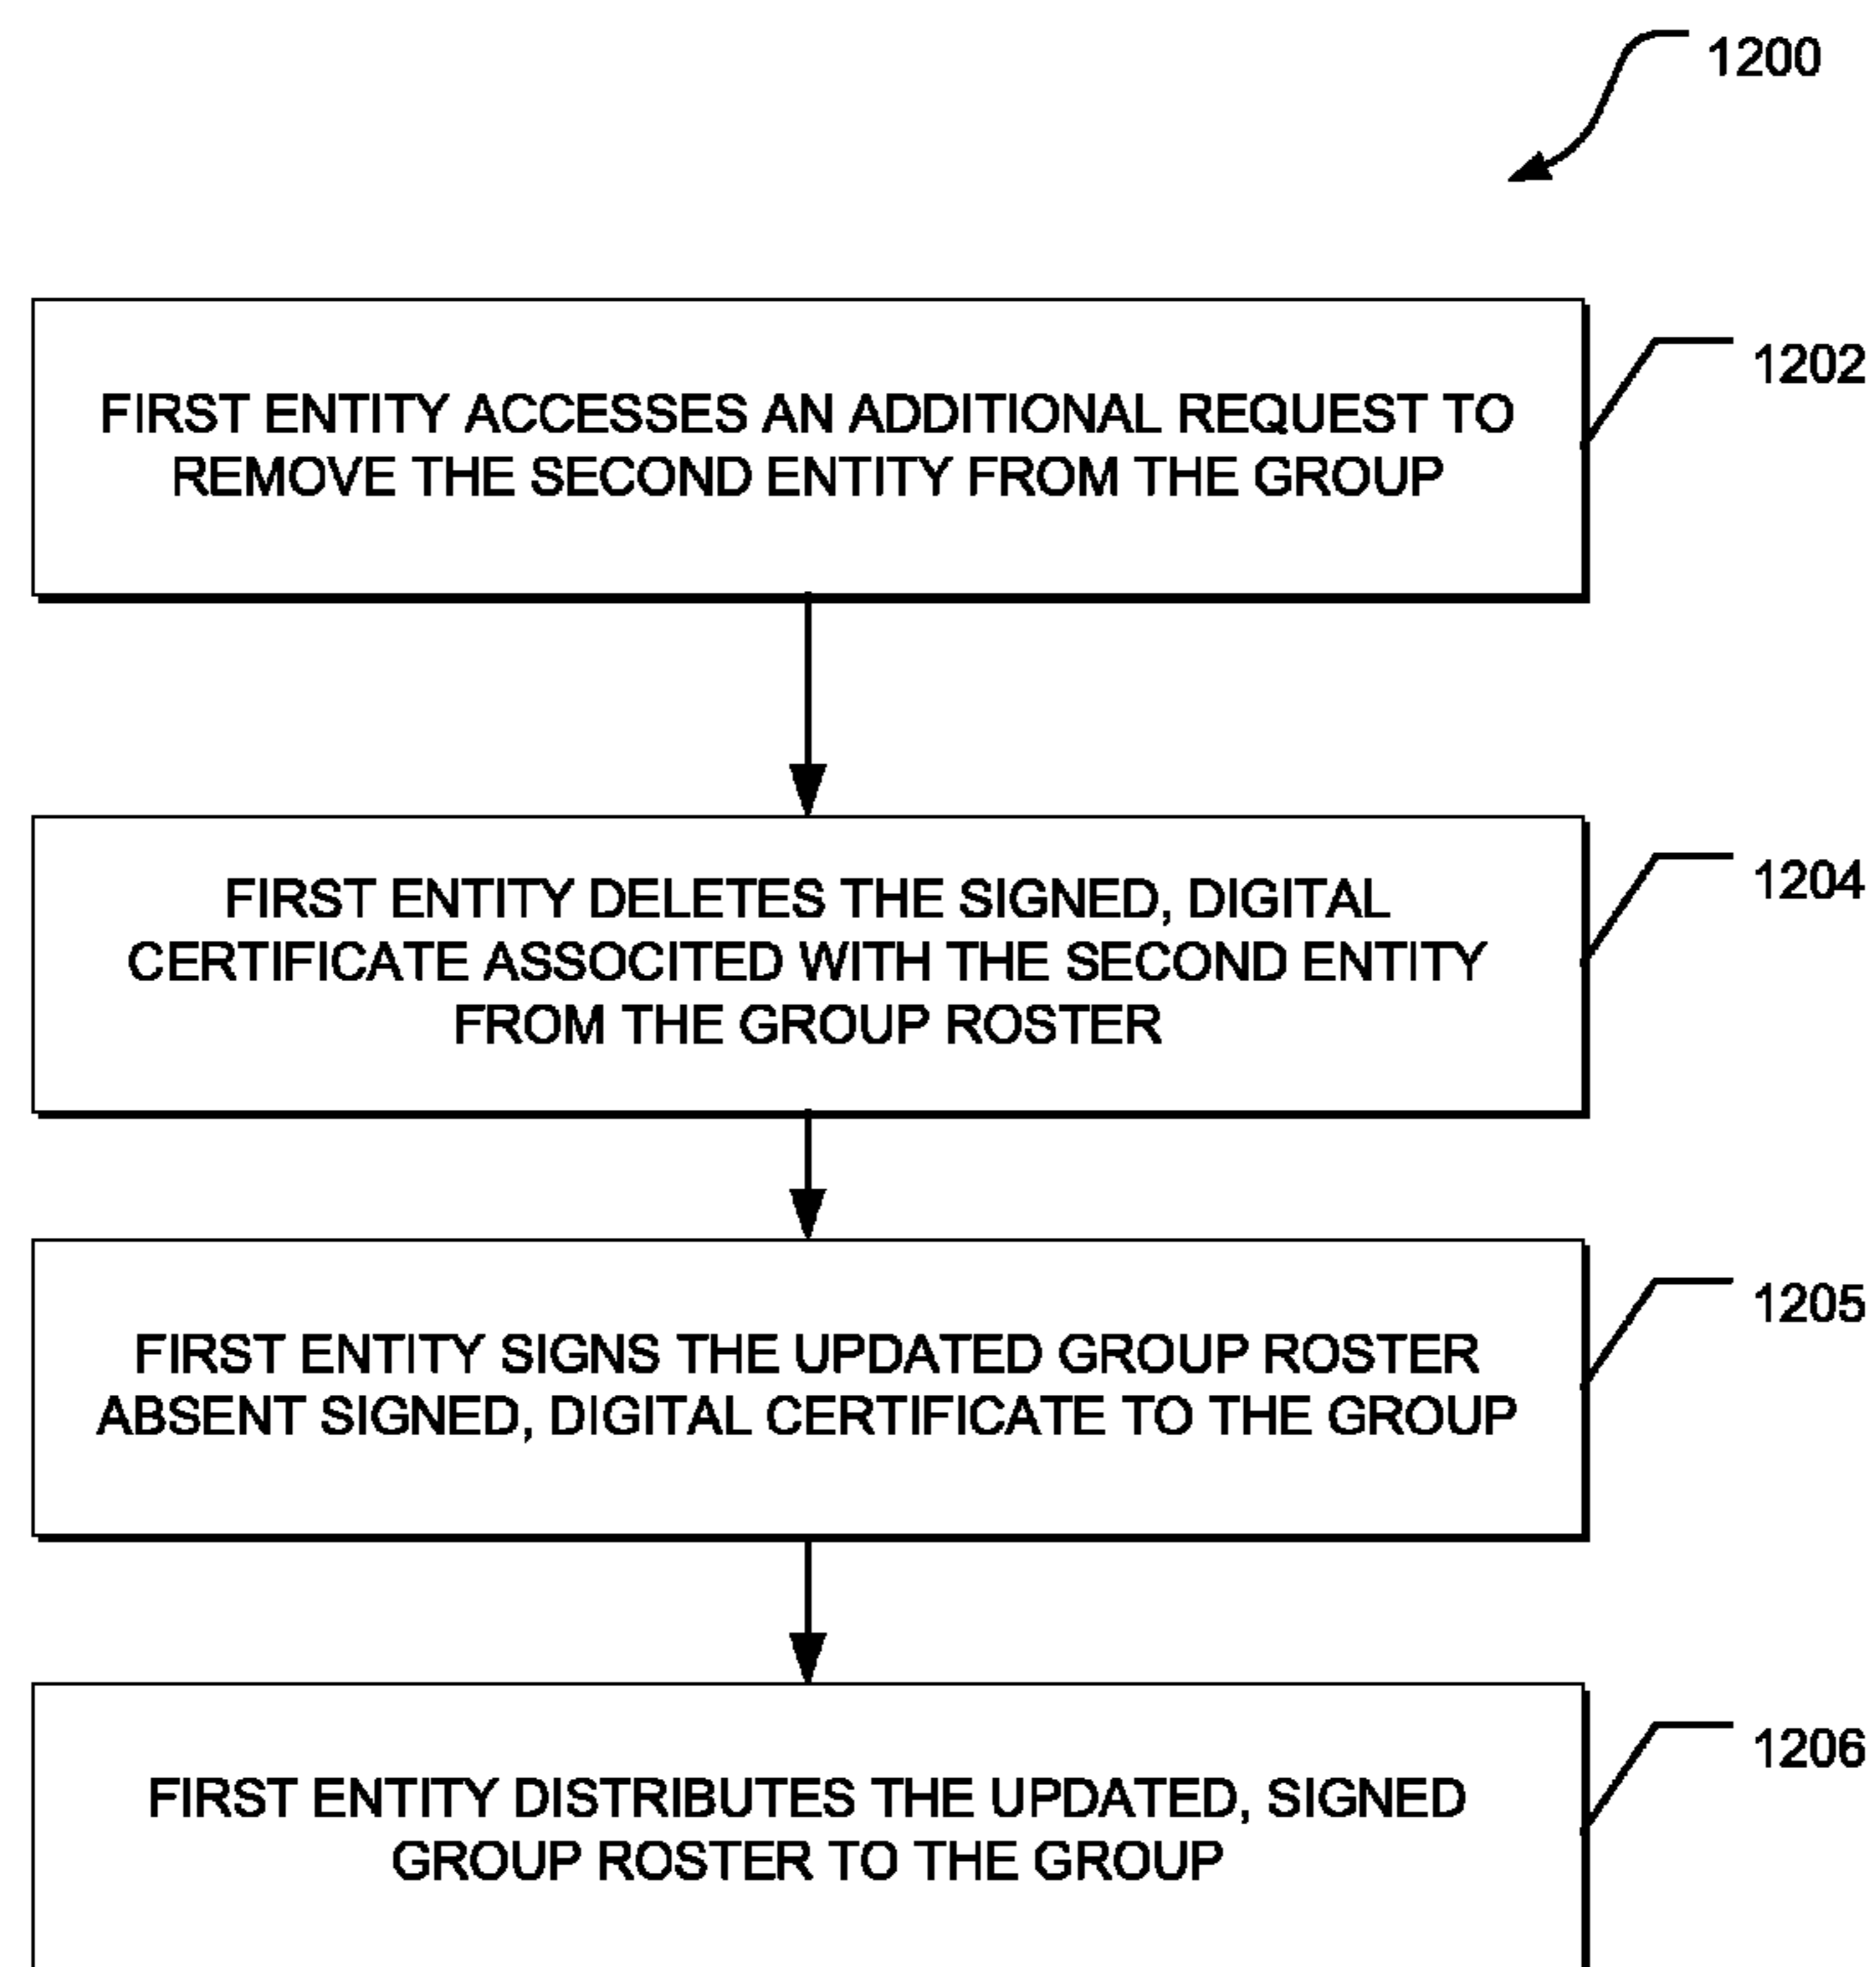 1200
FIRST ENTITY ACCESSES AN ADDITIONAL REQUEST TO
REMOVE THE SECOND ENTITY FROM THE GROUP
1202
FIRST ENTITY DELETES THE SIGNED, DIGITAL
CERTIFICATE ASSOCITED WITH THE SECOND ENTITY
FROM THE GROUP ROSTER
1204
FIRST ENTITY SIGNS THE UPDATED GROUP ROSTER
ABSENT SIGNED, DIGITAL CERTIFICATE TO THE GROUP
1205
FIRST ENTITY DISTRIBUTES THE UPDATED, SIGNED
GROUP ROSTER TO THE GROUP
1206